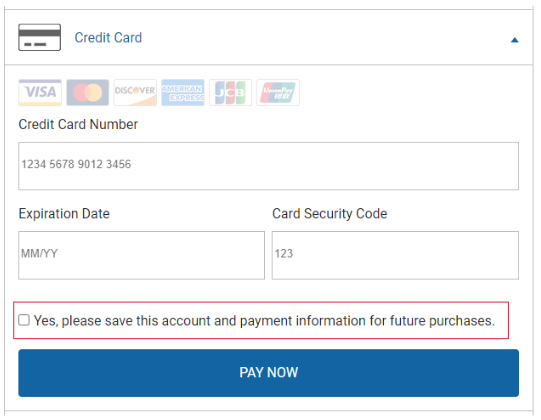 Credit Card
VISA DISCOVER AMERICAN EXPRESS JCB UnionPay
Credit Card Number
1234 5678 9012 3456
Expiration Date Card Security Code
MM/YY 123
Yes, please save this account and payment information for future purchases.
PAY NOW